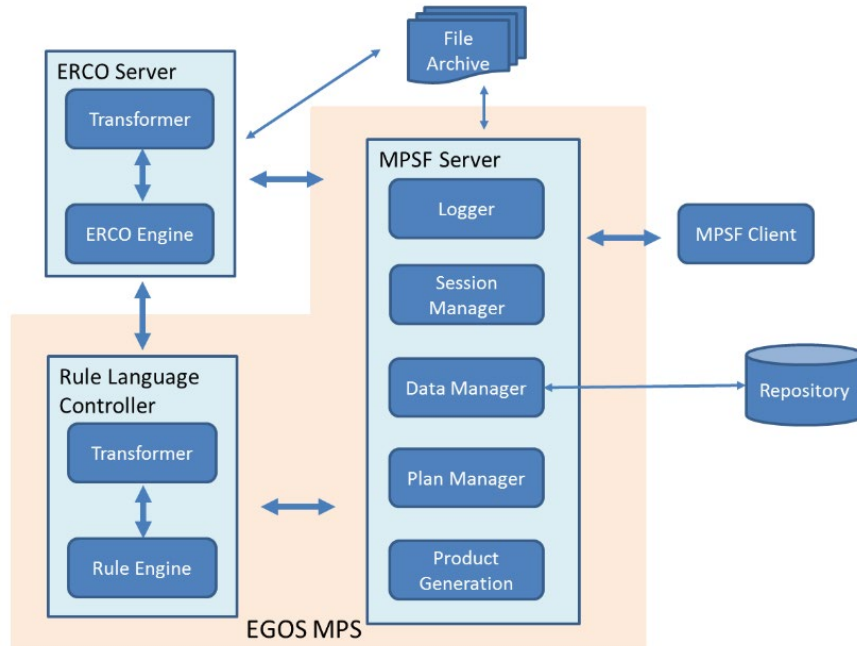 File
Archive
ERCO Server
Transformer
ERCO Engine
MPSF Server
Logger
Session
Manager
Data Manager
Plan Manager
Product
Generation
MPSF Client
Repository
Rule Language
Controller
Transformer
Rule Engine
EGOS MPS